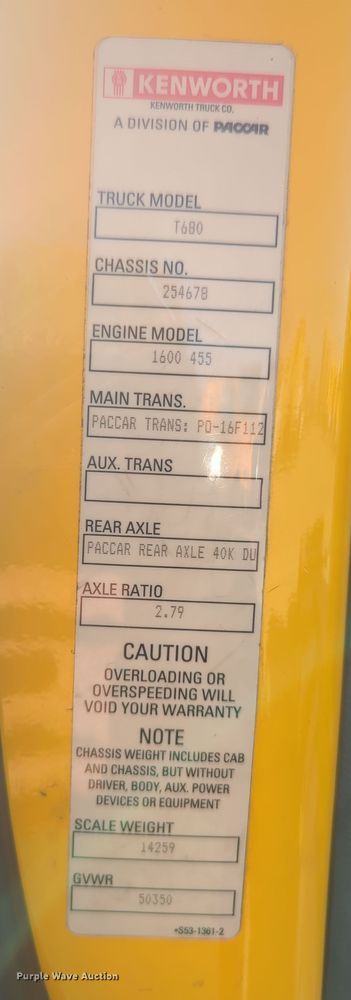 KENWORTH
KENWORTH TRUCK CO.
A DIVISION OF PACCAR
TRUCK MODEL
T680
CHASSIS NO.
254678
ENGINE MODEL
1600 455
MAIN TRANS.
PACCAR TRANS: PO-16F112
AUX. TRANS
REAR AXLE
PACCAR REAR AXLE 40K DU
AXLE RATIO
2.79
CAUTION
OVERLOADING OR
OVERSPEEDING WILL
VOID YOUR WARRANTY
NOTE
CHASSIS WEIGHT INCLUDES CAB
AND CHASSIS, BUT WITHOUT
DRIVER, BODY, AUX. POWER
DEVICES OR EQUIPMENT
SCALE WEIGHT
14259
GVWR
50350
+S53-1361-2
Purple Wave Auction